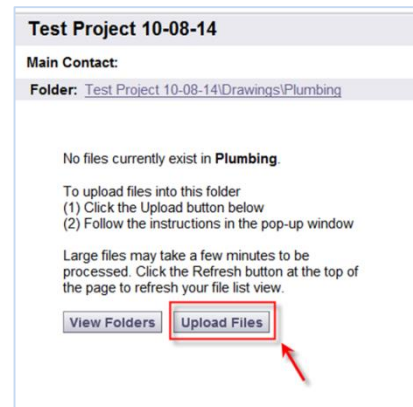 Test Project 10-08-14
Main Contact:
Folder: Test Project 10-08-14\Drawings\Plumbing
No files currently exist in Plumbing.
To upload files into this folder
(1) Click the Upload button below
(2) Follow the instructions in the pop-up window
Large files may take a few minutes to be
processed. Click the Refresh button at the top of
the page to refresh your file list view.
View Folders Upload Files